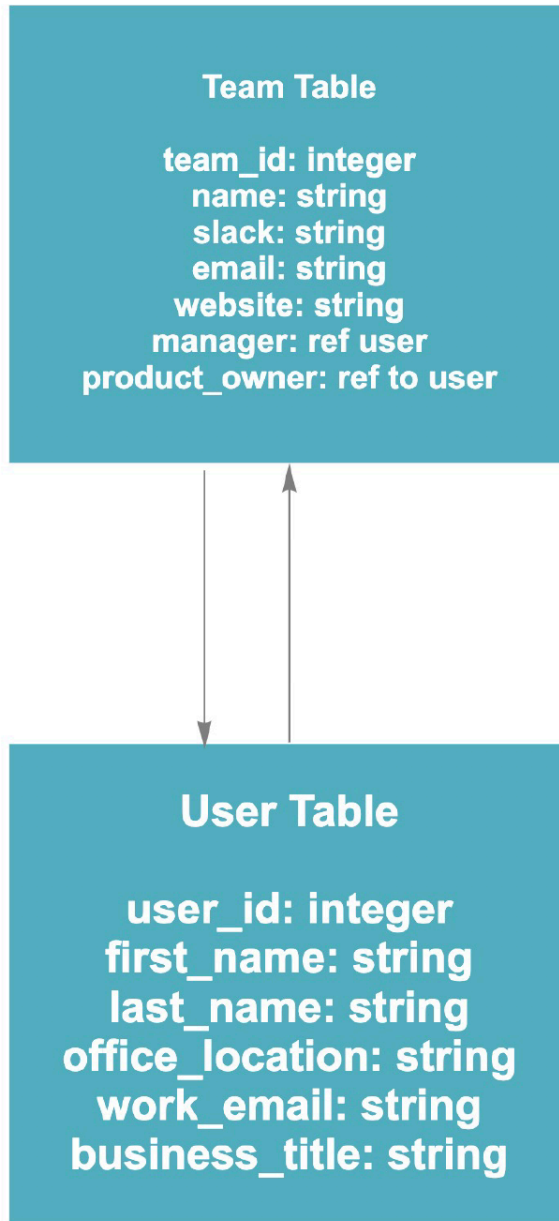 Team Table
team_id: integer
name: string
slack: string
email: string
website: string
manager: ref user
product_owner: ref to user
User Table
user_id: integer
first_name: string
last_name: string
office_location: string
work_email: string
business_title: string